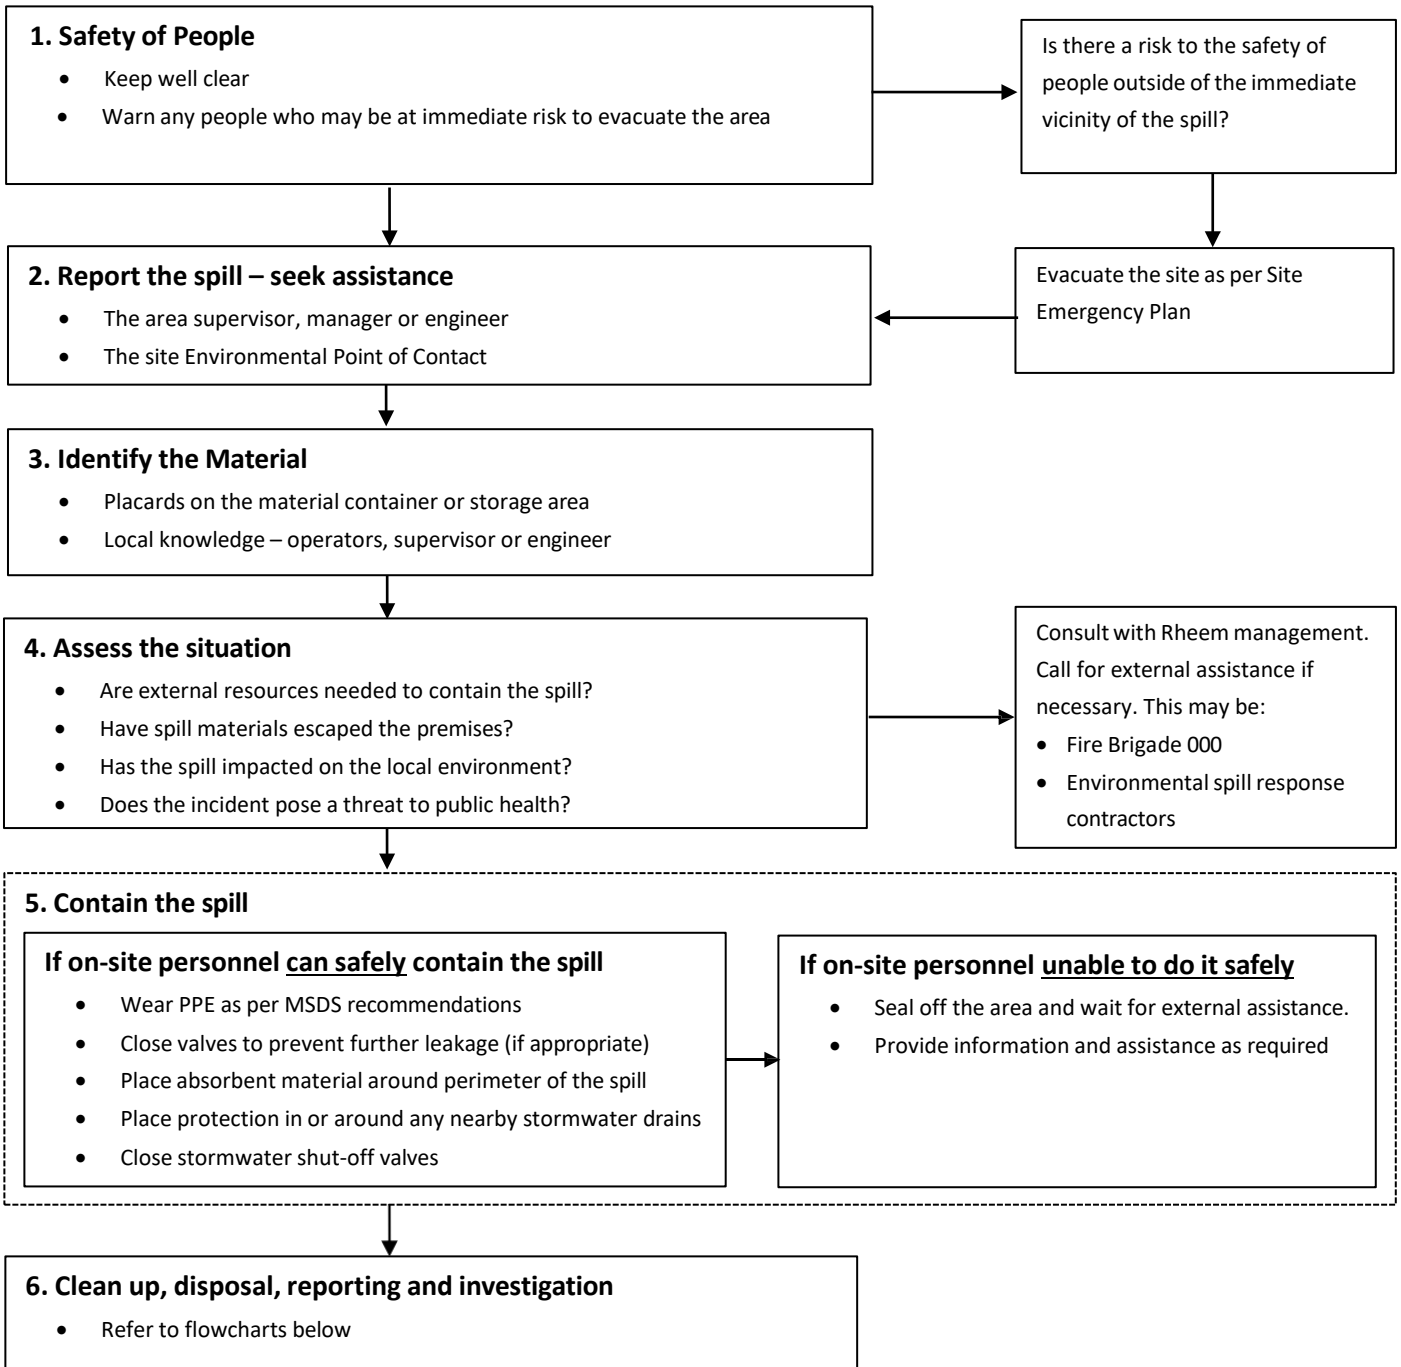 1. Safety of People
• Keep well clear
• Warn any people who may be at immediate risk to evacuate the area
Is there a risk to the safety of
people outside of the immediate
vicinity of the spill?
2. Report the spill – seek assistance
• The area supervisor, manager or engineer
• The site Environmental Point of Contact
Evacuate the site as per Site
Emergency Plan
3. Identify the Material
• Placards on the material container or storage area
• Local knowledge – operators, supervisor or engineer
4. Assess the situation
• Are external resources needed to contain the spill?
• Have spill materials escaped the premises?
• Has the spill impacted on the local environment?
• Does the incident pose a threat to public health?
Consult with Rheem management.
Call for external assistance if
necessary. This may be:
• Fire Brigade 000
• Environmental spill response
contractors
5. Contain the spill
If on-site personnel can safely contain the spill
• Wear PPE as per MSDS recommendations
• Close valves to prevent further leakage (if appropriate)
• Place absorbent material around perimeter of the spill
• Place protection in or around any nearby stormwater drains
• Close stormwater shut-off valves
If on-site personnel unable to do it safely
• Seal off the area and wait for external assistance.
• Provide information and assistance as required
6. Clean up, disposal, reporting and investigation
• Refer to flowcharts below